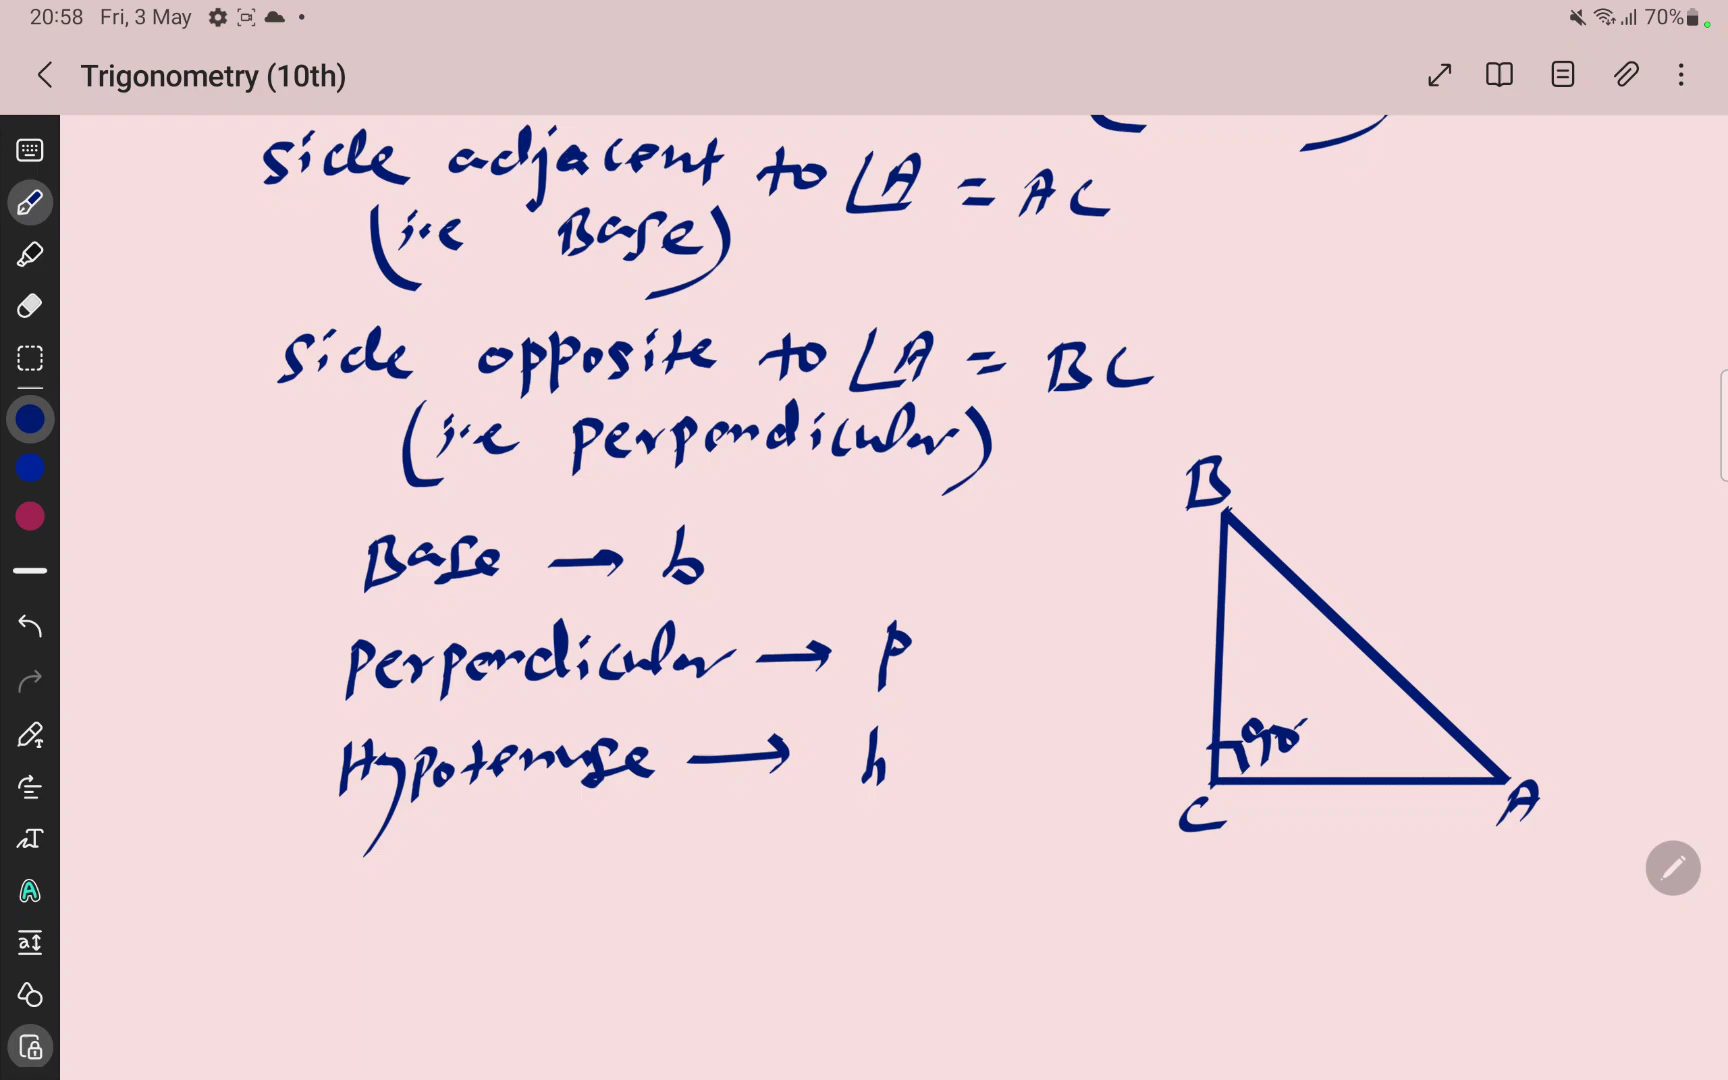 20:58 Fri, 3 May 70%
Trigonometry (10th)
side adjacent to ∠A = AC
(i.e Base)
side opposite to ∠A = BC
(i.e perpendicular)
Base → b
perpendicular → p
Hypotenuse → h
B
90°
C A